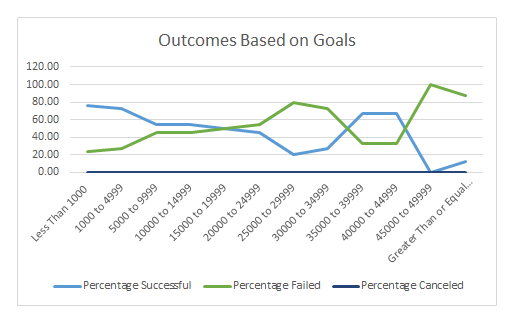 Outcomes Based on Goals
120.00
100.00
80.00
60.00
40.00
20.00
0.00
Less Than 1000
1000 to 4999
5000 to 9999
10000 to 14999
15000 to 19999
20000 to 24999
25000 to 29999
30000 to 34999
35000 to 39999
40000 to 44999
45000 to 49999
Greater Than or Equal...
Percentage Successful
Percentage Failed
Percentage Canceled